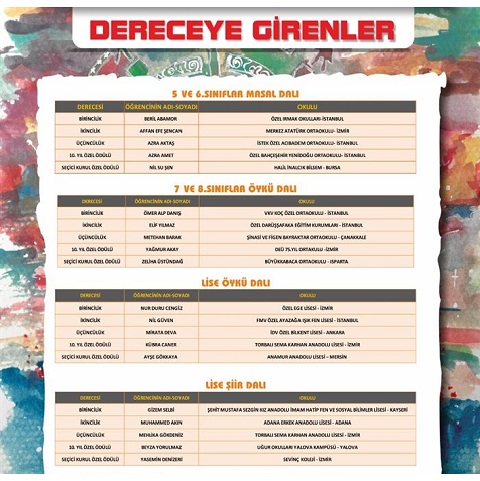 DERECEYE GİRENLER
5 VE 6.SINIFLAR MASAL DALI
DERECESİ ÖĞRENCİNİN ADI-SOYADI OKULU
BİRİNCİLİK BERİL ABAMOR ÖZEL IRMAK OKULLARI- İSTANBUL
İKİNCİLİK AFFAN EFE ŞENCAN MERKEZ ATATÜRK ORTAOKULU- İZMİR
ÜÇÜNCÜLÜK AZRA AKTAŞ İSTEK ÖZEL ACIBADEM ORTAOKULU- İSTANBUL
10. YIL ÖZEL ÖDÜLÜ AZRA AMET ÖZEL BAHÇEŞEHİR YENİBOSNA ORTAOKULU- İSTANBUL
SEÇİCİ KURUL ÖZEL ÖDÜLÜ NİL SU ŞEN HALİL İNALCIK BİLSEM - BURSA
7 VE 8.SINIFLAR ÖYKÜ DALI
DERECESİ ÖĞRENCİNİN ADI-SOYADI OKULU
BİRİNCİLİK ÖMER ALP DANIŞ VKV KOÇ ÖZEL ORTAOKULU - İSTANBUL
İKİNCİLİK ELİF YILMAZ ÖZEL DARÜŞŞAFAKA EĞİTİM KURUMLARI - İSTANBUL
ÜÇÜNCÜLÜK METEHAN BARAK ŞİNASİ VE FİGEN BAYRAKTAR ORTAOKULU - ÇANAKKALE
10. YIL ÖZEL ÖDÜLÜ YAĞMUR AKAY DEÜ 75.YIL ORTAOKULU -İZMİR
SEÇİCİ KURUL ÖZEL ÖDÜLÜ ZELİHA ÜSTÜNDAĞ BÜYÜKKABACA ORTAOKULU - ISPARTA
LİSE ÖYKÜ DALI
DERECESİ ÖĞRENCİNİN ADI-SOYADI OKULU
BİRİNCİLİK NUR DURU CENGİZ ÖZEL EGE LİSESİ - İZMİR
İKİNCİLİK NİL GÜVEN FMV ÖZEL AYAZAĞA IŞIK FEN LİSESİ - İSTANBUL
ÜÇÜNCÜLÜK MİRATA DEVA İDV ÖZEL BİLKENT LİSESİ - ANKARA
10. YIL ÖZEL ÖDÜLÜ KÜBRA CANER TORBALI SEMA KARHAN ANADOLU LİSESİ - İZMİR
SEÇİCİ KURUL ÖZEL ÖDÜLÜ AYŞE GÖKKAYA ANAMUR ANADOLU LİSESİ – MERSİN
LİSE ŞİİR DALI
DERECESİ ÖĞRENCİNİN ADI-SOYADI OKULU
BİRİNCİLİK GİZEM SELBİ ŞEHİT MUSTAFA SEZGİN KIZ ANADOLU İMAM HATİP FEN VE SOSYAL BİLİMLER LİSESİ - KAYSERİ
İKİNCİLİK MUHAMMED AKIN ADANA ERKEK ANADOLU LİSESİ - ADANA
ÜÇÜNCÜLÜK GÖKDENİZ TORBALI SEMA KARHAN ANADOLU LİSESİ - İZMİR
10. YIL ÖZEL ÖDÜLÜ BEYZA YORULMAZ UĞUR OKULLARI YALOVA KAMPÜSÜ - YALOVA
SEÇİCİ KURUL ÖZEL ÖDÜLÜ YASEMİN DENİZERİ SEVİNÇ KOLEJİ - İZMİR